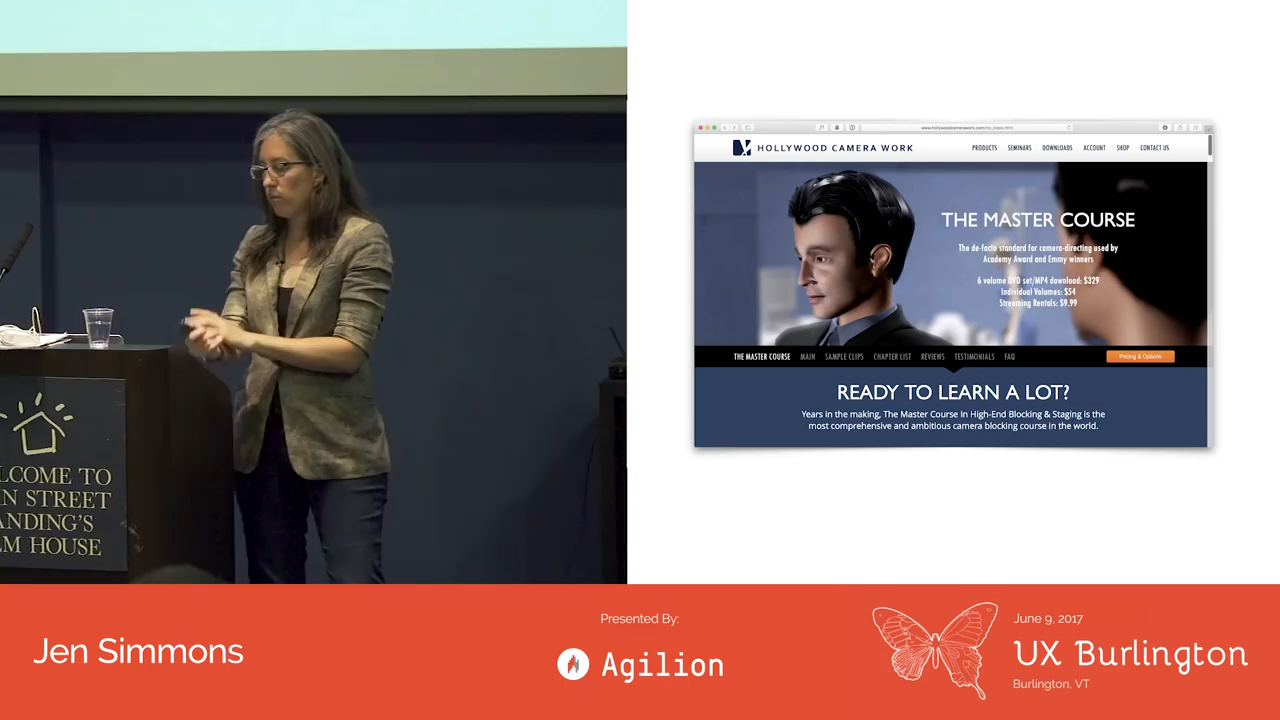 LCOME TO
N STREET
ANDING'S
M HOUSE
www.hollywoodcamerawork.com/mc_index.html
HOLLYWOOD CAMERA WORK
PRODUCTS SEMINARS DOWNLOADS ACCOUNT SHOP CONTACT US
THE MASTER COURSE
The de-facto standard for camera-directing used by
Academy Award and Emmy winners
6 volume DVD set/MP4 download: $329
Individual Volumes: $54
Streaming Rentals: $9.99
THE MASTER COURSE MAIN SAMPLE CLIPS CHAPTER LIST REVIEWS TESTIMONIALS FAQ Pricing & Options
READY TO LEARN A LOT?
Years in the making, The Master Course In High-End Blocking & Staging is the
most comprehensive and ambitious camera blocking course in the world.
Jen Simmons
Presented By:
Agilion
June 9, 2017
UX Burlington
Burlington, VT